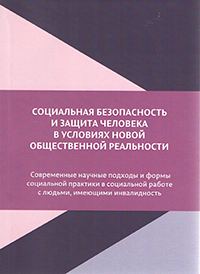 СОЦИАЛЬНАЯ БЕЗОПАСНОСТЬ
И ЗАЩИТА ЧЕЛОВЕКА
В УСЛОВИЯХ НОВОЙ
ОБЩЕСТВЕННОЙ РЕАЛЬНОСТИ
Современные научные подходы и формы
социальной практики в социальной работе
с людьми, имеющими инвалидность